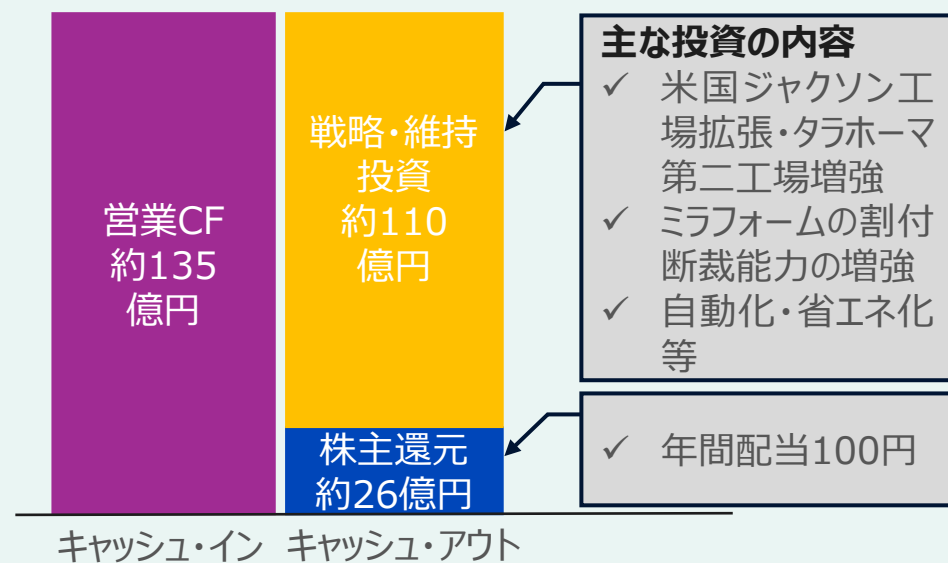 営業CF
約135
億円
戦略・維持
投資
約110
億円
株主還元
約26億円
キャッシュ・イン
キャッシュ・アウト
主な投資の内容
✓ 米国ジャクソン工
場拡張・タラホーマ
第二工場増強
✓ ミラフォームの割付
断裁能力の増強
✓ 自動化・省エネ化
等
✓ 年間配当100円